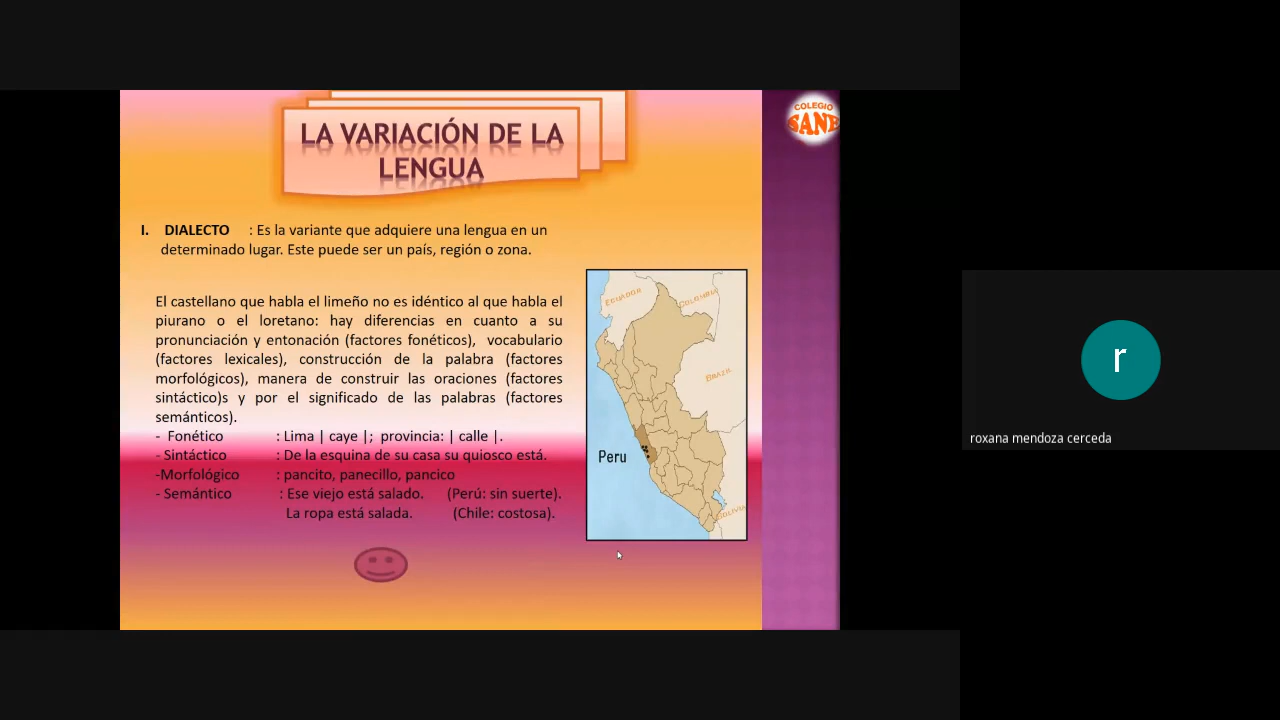 COLEGIO
SANE
LA VARIACIÓN DE LA
LENGUA
I. DIALECTO : Es la variante que adquiere una lengua en un
determinado lugar. Este puede ser un país, región o zona.
El castellano que habla el limeño no es idéntico al que habla el
piurano o el loretano: hay diferencias en cuanto a su
pronunciación y entonación (factores fonéticos), vocabulario
(factores lexicales), construcción de la palabra (factores
morfológicos), manera de construir las oraciones (factores
sintáctico)s y por el significado de las palabras (factores
semánticos).
- Fonético : Lima | caye |; provincia: | calle |.
- Sintáctico : De la esquina de su casa su quiosco está.
-Morfológico : pancito, panecillo, pancico
- Semántico : Ese viejo está salado. (Perú: sin suerte).
La ropa está salada. (Chile: costosa).
ECUADOR
COLOMBIA
BRAZIL
Peru
BOLIVIA
r
roxana mendoza cerceda